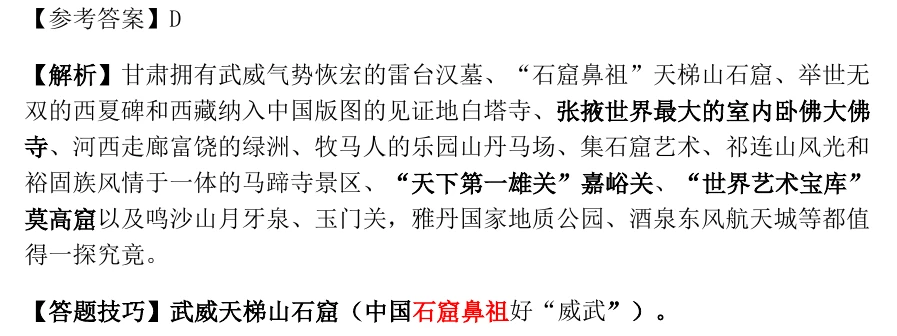 【参考答案】D
【解析】甘肃拥有武威气势恢宏的雷台汉墓、“石窟鼻祖”天梯山石窟、举世无
双的西夏碑和西藏纳入中国版图的见证地白塔寺、张掖世界最大的室内卧佛大佛
寺、河西走廊富饶的绿洲、牧马人的乐园山丹马场、集石窟艺术、祁连山风光和
裕固族风情于一体的马蹄寺景区、“天下第一雄关”嘉峪关、“世界艺术宝库”
莫高窟以及鸣沙山月牙泉、玉门关，雅丹国家地质公园、酒泉东风航天城等都值
得一探究竟。
【答题技巧】武威天梯山石窟（中国石窟鼻祖好“威武”）。